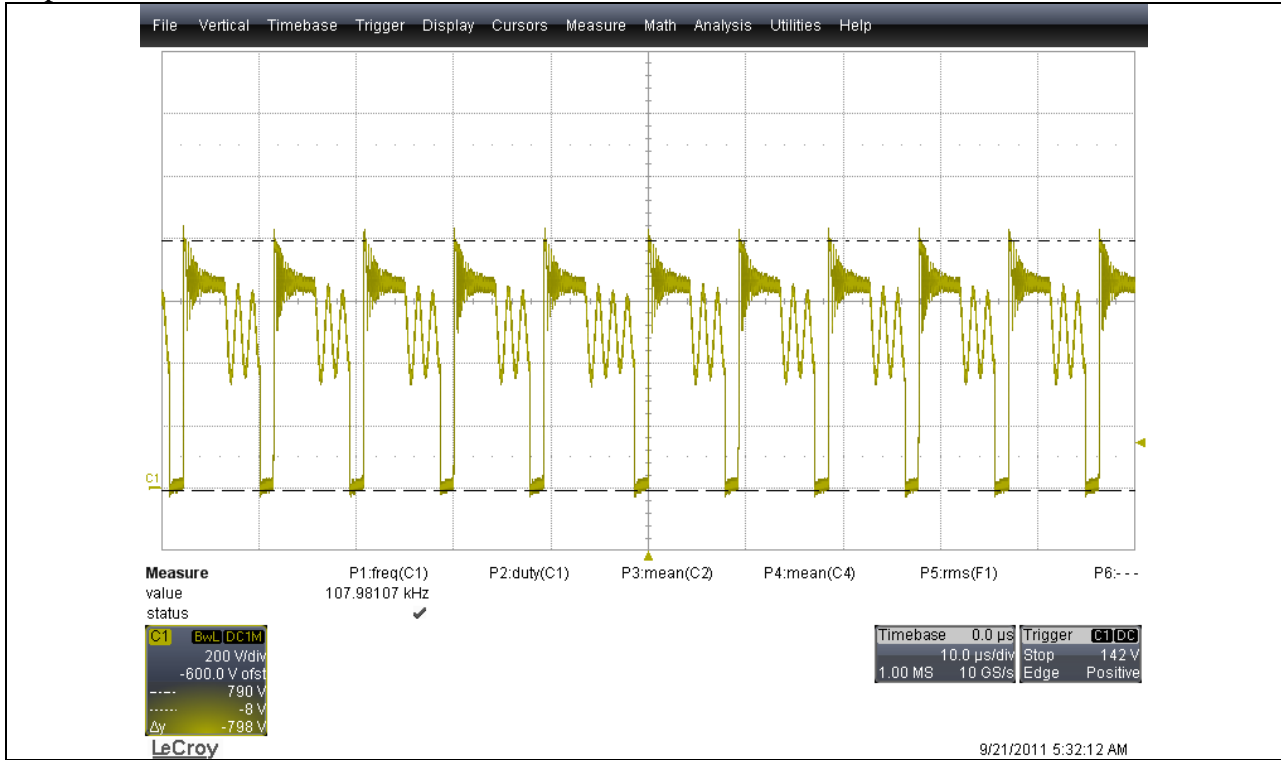 File Vertical Timebase Trigger Display Cursors Measure Math Analysis Utilities Help
C1
Measure P1:freq(C1) P2:duty(C1) P3:mean(C2) P4:mean(C4) P5:rms(F1) P6:- - -
value 107.98107 kHz
status ✔
C1 BwL DC1M
200 V/div
-600.0 V ofst
790 V
-8 V
Δy -798 V
Timebase 0.0 µs
10.0 µs/div
1.00 MS 10 GS/s
Trigger C1 DC
Stop 142 V
Edge Positive
LeCroy
9/21/2011 5:32:12 AM